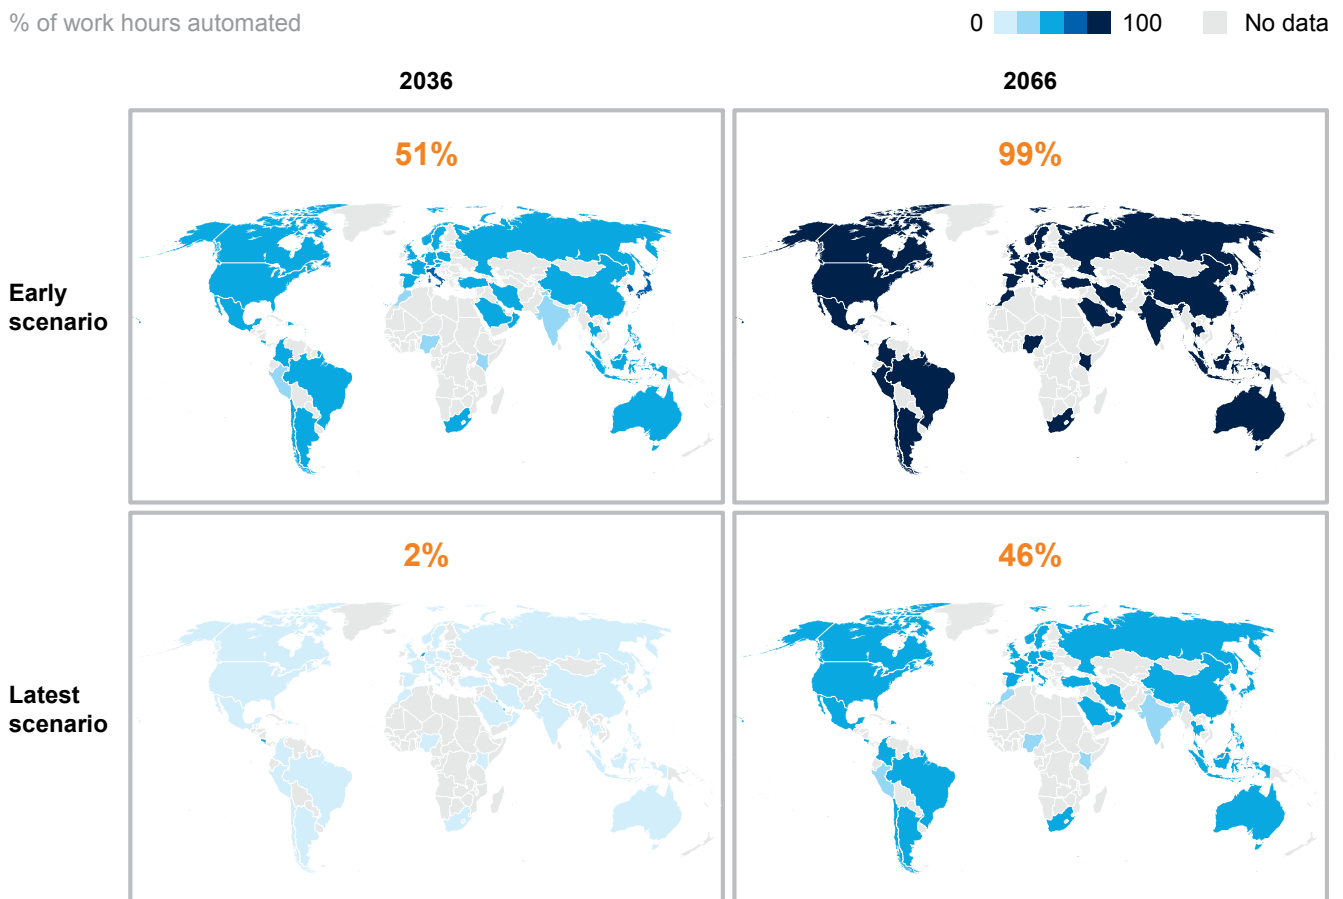 % of work hours automated
0 100 No data
2036 2066
Early
scenario
51% 99%
Latest
scenario
2% 46%